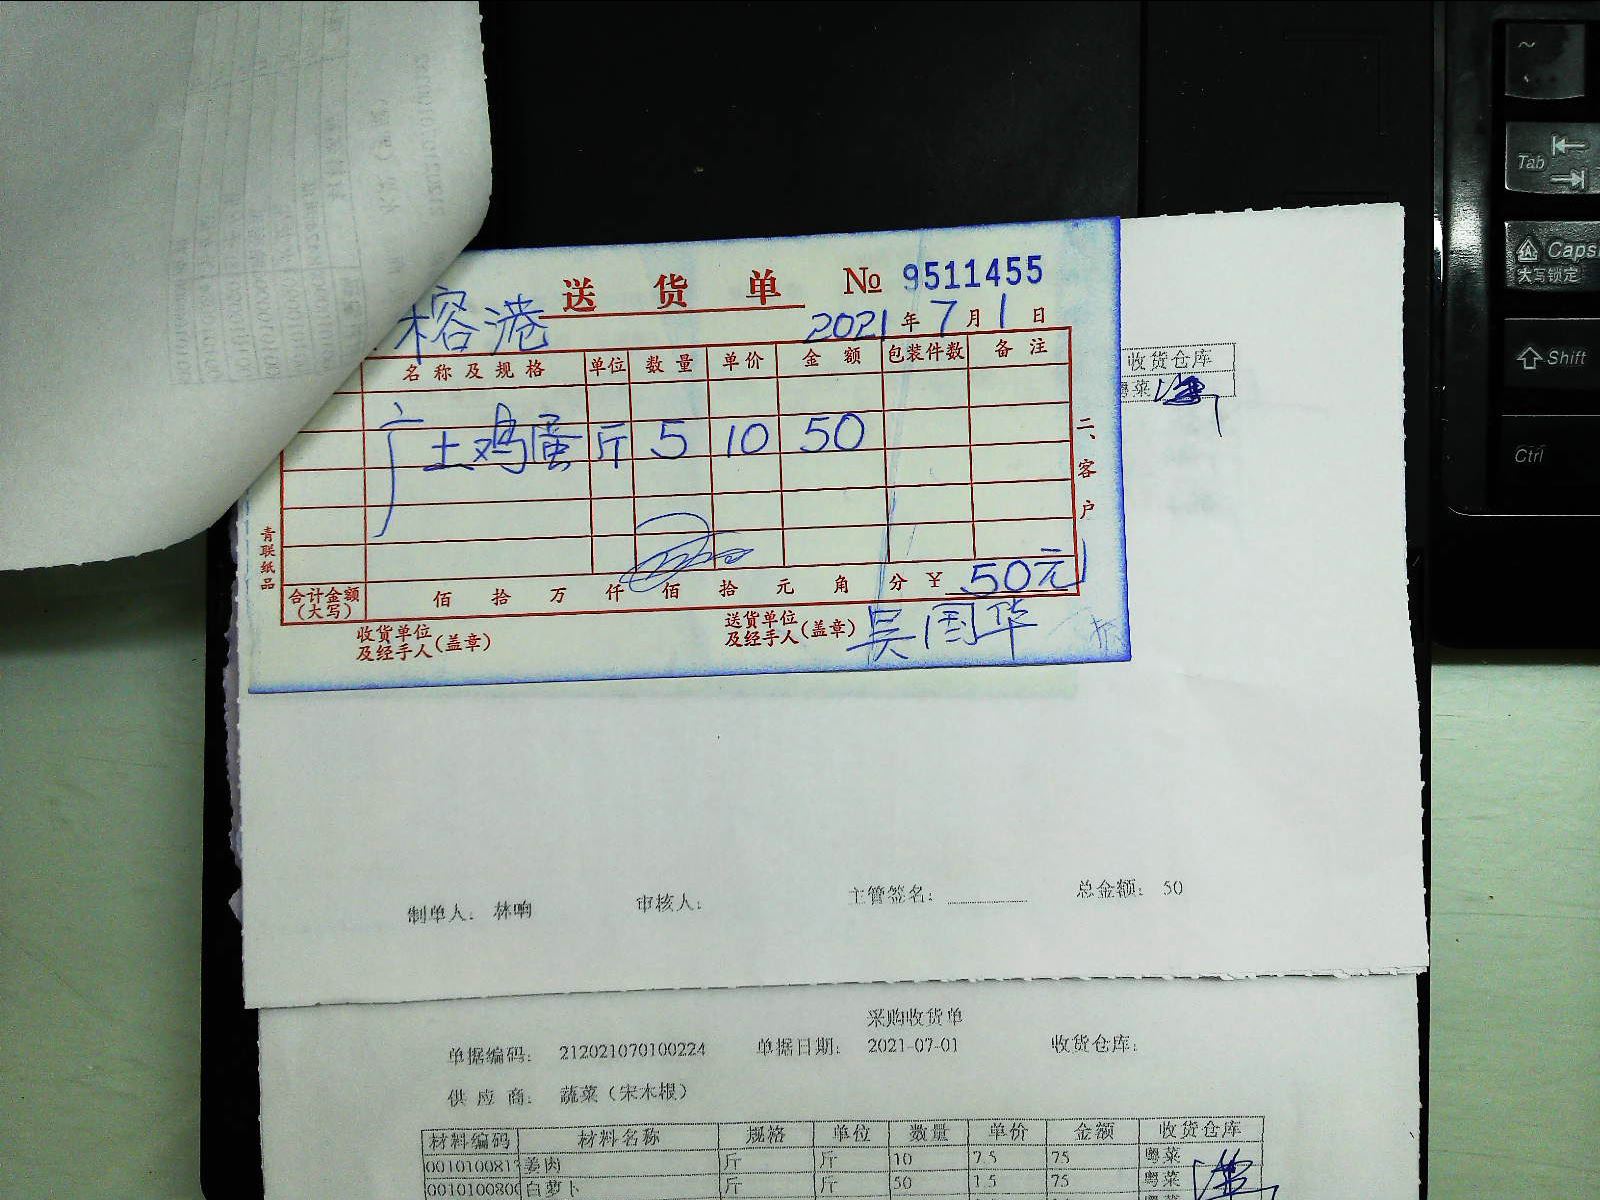 送 货 单 № 9511455
榕港 2021 年 7 月 1 日
名 称 及 规 格 单位 数 量 单价 金 额 包装件数 备 注
广土鸡蛋 斤 5 10 50
二、客户
青联纸品
合计金额(大写) 佰 拾 万 仟 佰 拾 元 角 分 ¥ 50元
收货单位及经手人(盖章) 送货单位及经手人(盖章) 吴国华
收货仓库
粤菜
制单人: 林响 审核人: 主管签名: 总金额: 50
采购收货单
单据编码: 212021070100224 单据日期: 2021-07-01 收货仓库:
供 应 商: 蔬菜(宋木根)
材料编码 材料名称 规格 单位 数量 单价 金额 收货仓库
姜肉 斤 斤 10 7.5 75 粤菜
白萝卜 斤 斤 50 1.5 75 粤菜
~
Tab
Caps
大写锁定
Shift
Ctrl